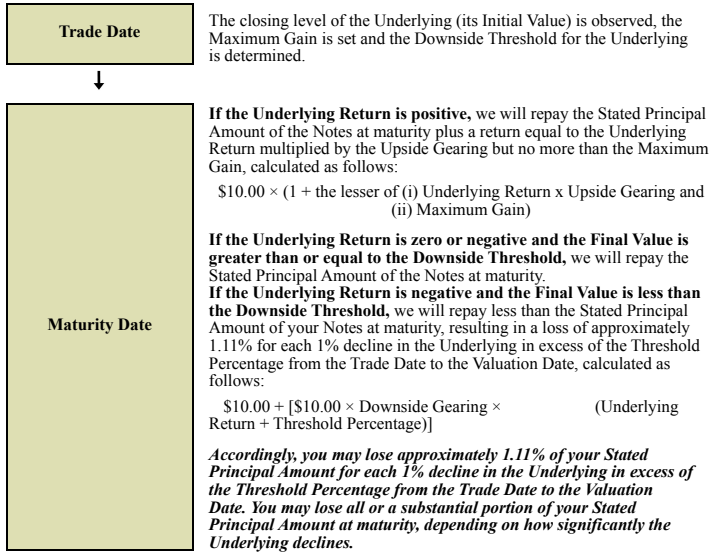 Trade Date
The closing level of the Underlying (its Initial Value) is observed, the
Maximum Gain is set and the Downside Threshold for the Underlying
is determined.
Maturity Date
If the Underlying Return is positive, we will repay the Stated Principal
Amount of the Notes at maturity plus a return equal to the Underlying
Return multiplied by the Upside Gearing but no more than the Maximum
Gain, calculated as follows:
$10.00 × (1 + the lesser of (i) Underlying Return x Upside Gearing and
(ii) Maximum Gain)
If the Underlying Return is zero or negative and the Final Value is
greater than or equal to the Downside Threshold, we will repay the
Stated Principal Amount of the Notes at maturity.
If the Underlying Return is negative and the Final Value is less than
the Downside Threshold, we will repay less than the Stated Principal
Amount of your Notes at maturity, resulting in a loss of approximately
1.11% for each 1% decline in the Underlying in excess of the Threshold
Percentage from the Trade Date to the Valuation Date, calculated as
follows:
$10.00 + [$10.00 × Downside Gearing × (Underlying
Return + Threshold Percentage)]
Accordingly, you may lose approximately 1.11% of your Stated
Principal Amount for each 1% decline in the Underlying in excess of
the Threshold Percentage from the Trade Date to the Valuation
Date. You may lose all or a substantial portion of your Stated
Principal Amount at maturity, depending on how significantly the
Underlying declines.